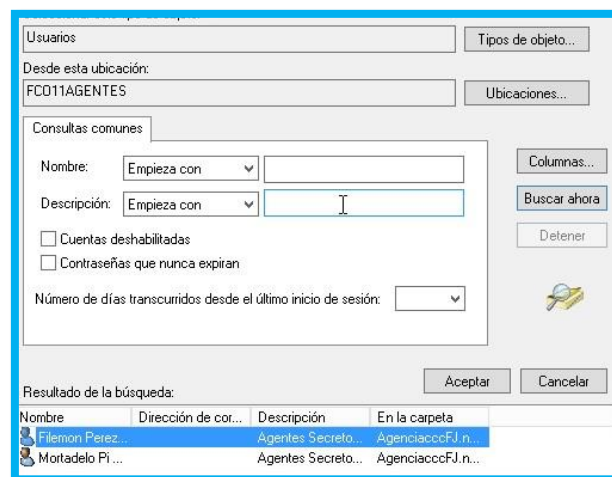 Usuarios
Tipos de objeto...
Desde esta ubicación:
FC011AGENTES
Ubicaciones...
Consultas comunes
Nombre: Empieza con
Columnas...
Descripción: Empieza con
Buscar ahora
Cuentas deshabilitadas
Detener
Contraseñas que nunca expiran
Número de días transcurridos desde el último inicio de sesión:
Aceptar Cancelar
Resultado de la búsqueda:
Nombre Dirección de cor... Descripción En la carpeta
Filemon Perez... Agentes Secreto... AgenciacccFJ.n...
Mortadelo Pi ... Agentes Secreto... AgenciacccFJ.n...